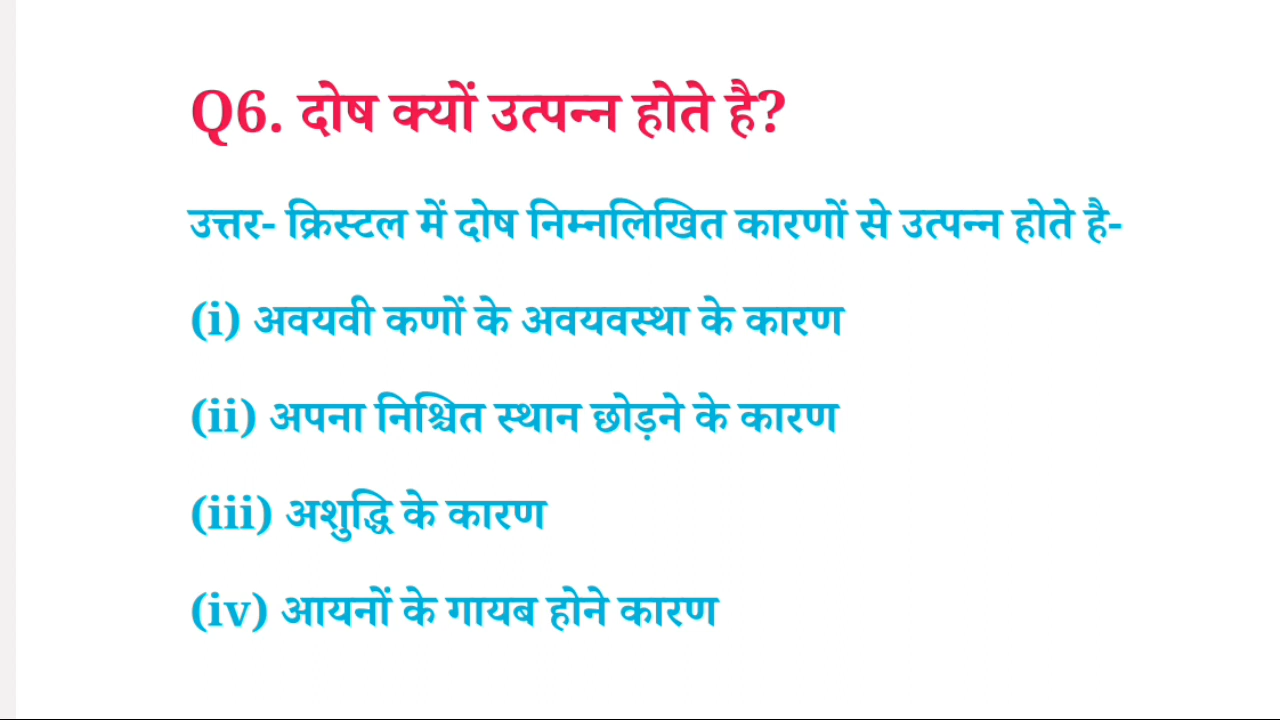 Q6. दोष क्यों उत्पन्न होते है?
उत्तर- क्रिस्टल में दोष निम्नलिखित कारणों से उत्पन्न होते है-
(i) अवयवी कणों के अवयवस्था के कारण
(ii) अपना निश्चित स्थान छोड़ने के कारण
(iii) अशुद्धि के कारण
(iv) आयनों के गायब होने कारण